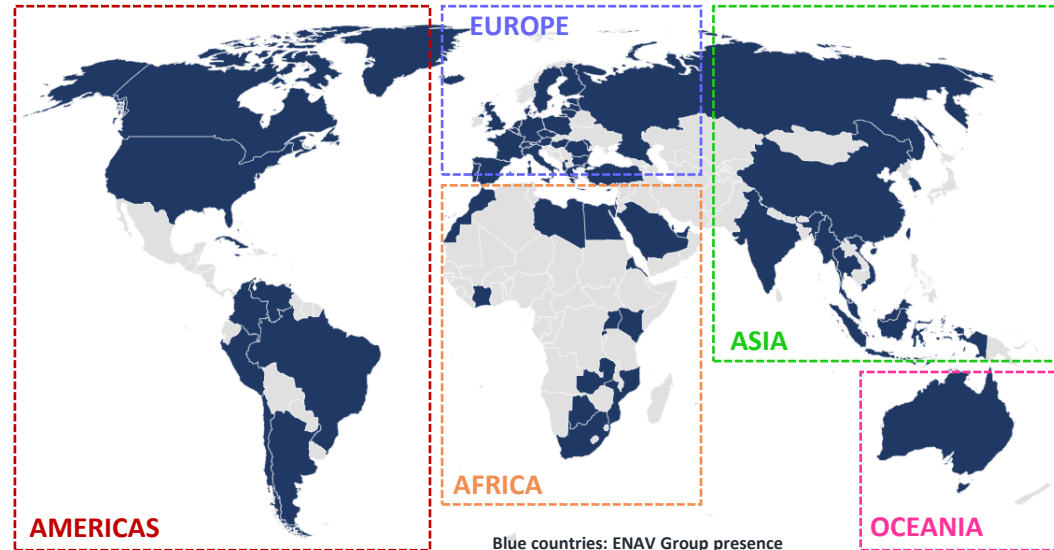 EUROPE
ASIA
AFRICA
AMERICAS
OCEANIA
Blue countries: ENAV Group presence